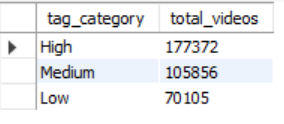 tag_category total_videos
High 177372
Medium 105856
Low 70105